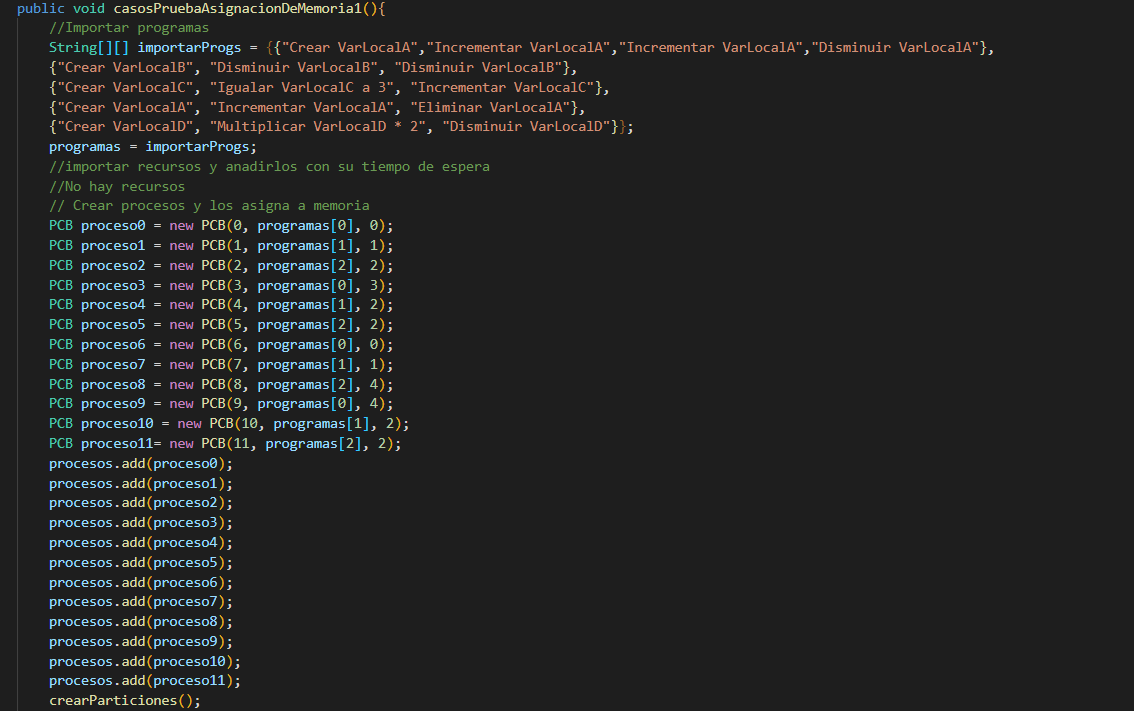 public void casosPruebaAsignacionDeMemoria1(){
//Importar programas
String[][] importarProgs = {{"Crear VarLocalA","Incrementar VarLocalA","Incrementar VarLocalA","Disminuir VarLocalA"},
{"Crear VarLocalB", "Disminuir VarLocalB", "Disminuir VarLocalB"},
{"Crear VarLocalC", "Igualar VarLocalC a 3", "Incrementar VarLocalC"},
{"Crear VarLocalA", "Incrementar VarLocalA", "Eliminar VarLocalA"},
{"Crear VarLocalD", "Multiplicar VarLocalD * 2", "Disminuir VarLocalD"}};
programas = importarProgs;
//importar recursos y anadirlos con su tiempo de espera
//No hay recursos
// Crear procesos y los asigna a memoria
PCB proceso0 = new PCB(0, programas[0], 0);
PCB proceso1 = new PCB(1, programas[1], 1);
PCB proceso2 = new PCB(2, programas[2], 2);
PCB proceso3 = new PCB(3, programas[0], 3);
PCB proceso4 = new PCB(4, programas[1], 2);
PCB proceso5 = new PCB(5, programas[2], 2);
PCB proceso6 = new PCB(6, programas[0], 0);
PCB proceso7 = new PCB(7, programas[1], 1);
PCB proceso8 = new PCB(8, programas[2], 4);
PCB proceso9 = new PCB(9, programas[0], 4);
PCB proceso10 = new PCB(10, programas[1], 2);
PCB proceso11= new PCB(11, programas[2], 2);
procesos.add(proceso0);
procesos.add(proceso1);
procesos.add(proceso2);
procesos.add(proceso3);
procesos.add(proceso4);
procesos.add(proceso5);
procesos.add(proceso6);
procesos.add(proceso7);
procesos.add(proceso8);
procesos.add(proceso9);
procesos.add(proceso10);
procesos.add(proceso11);
crearParticiones();